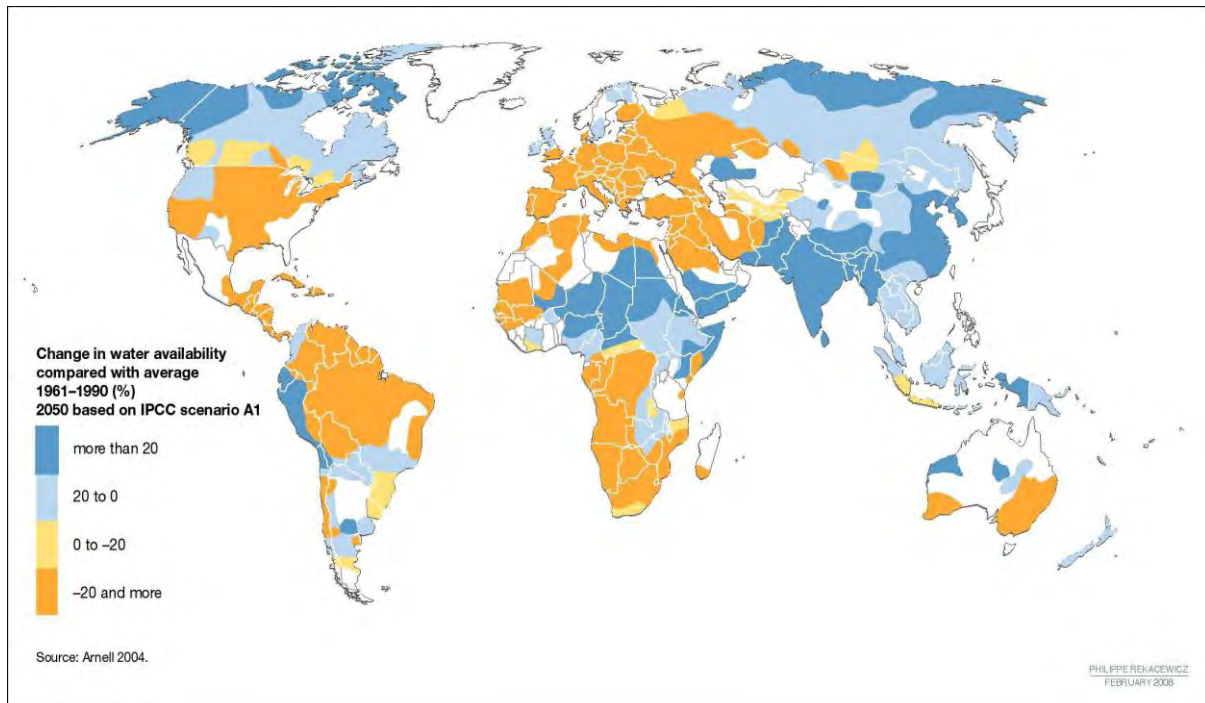 Change in water availability
compared with average
1961–1990 (%)
2050 based on IPCC scenario A1
more than 20
20 to 0
0 to –20
–20 and more
Source: Arnell 2004.
PHILIPPE REKACEWICZ
FEBRUARY 2008